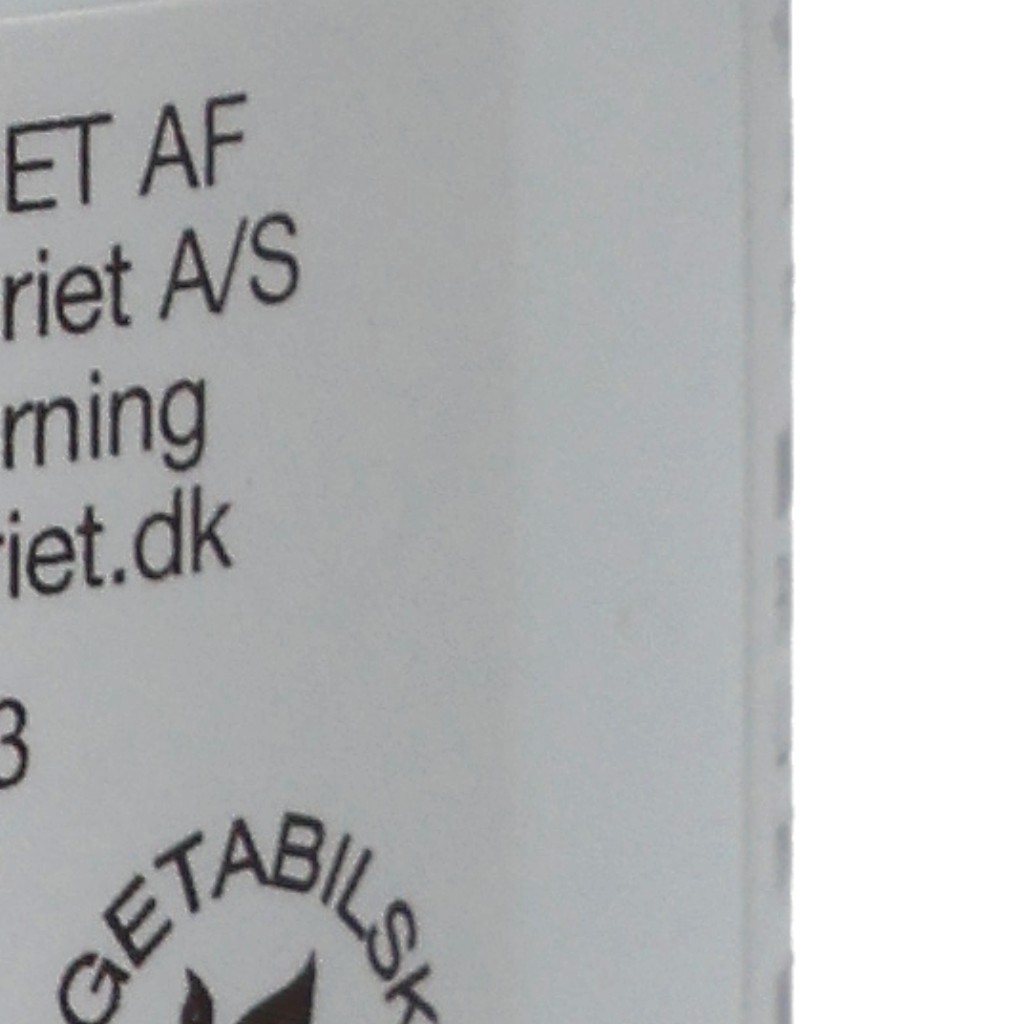 ET AF
riet A/S
rning
riet.dk
3
GETABILSK